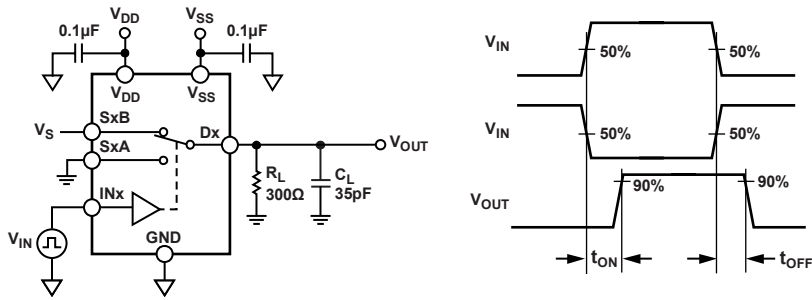 VDD VSS
0.1µF 0.1µF
VDD VSS
SxB
VS
Dx
VOUT
SxA
RL
300Ω
CL
35pF
INx
VIN
GND
VIN
50% 50%
VIN
50% 50%
VOUT
90% 90%
tON tOFF